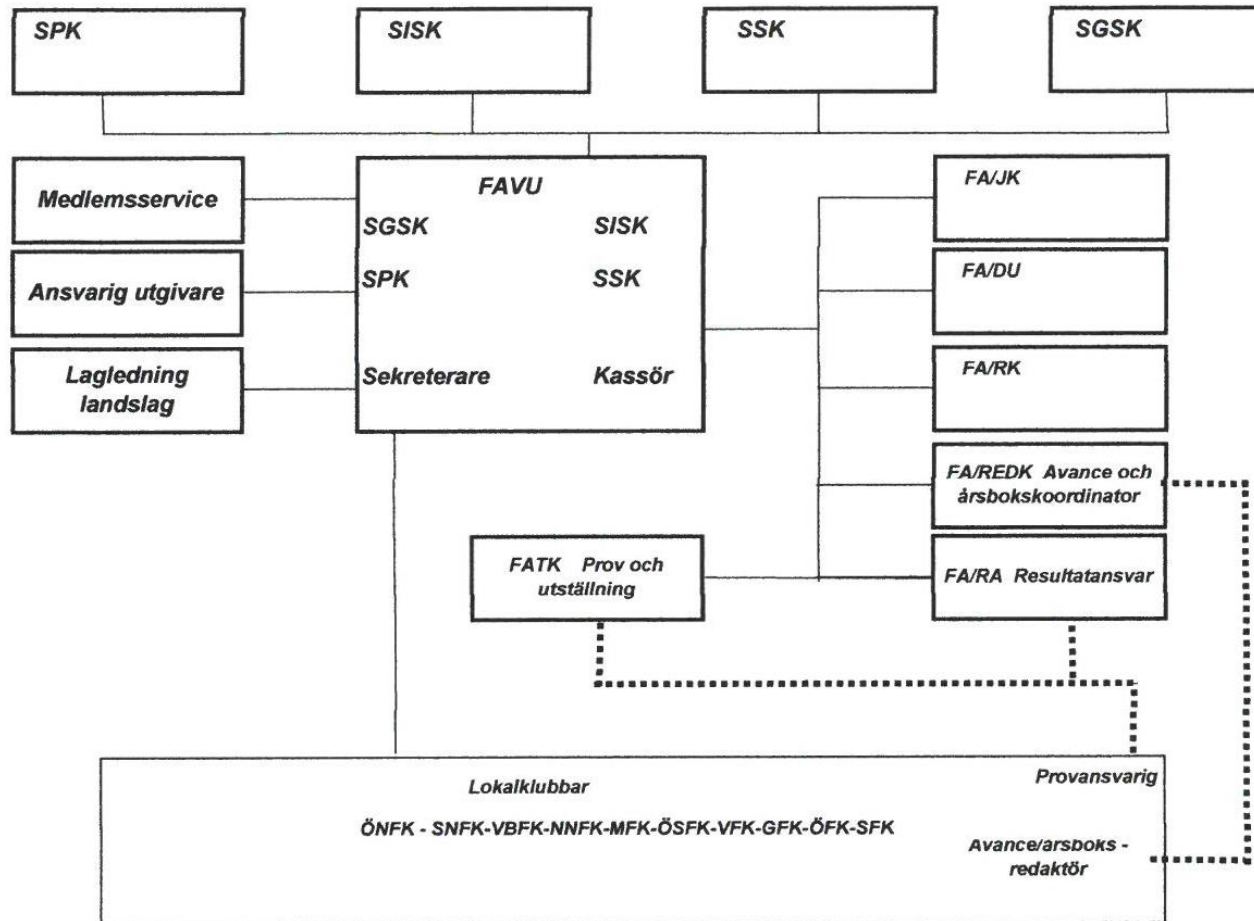 SPK
SISK
SSK
SGSK
Medlemsservice
Ansvarig utgivare
Lagledning
landslag
FAVU
SGSK SISK
SPK SSK
Sekreterare Kassör
FA/JK
FA/DU
FA/RK
FA/REDK Avance och
årsbokskoordinator
FATK Prov och
utställning
FA/RA Resultatansvar
Lokalklubbar
ÖNFK - SNFK-VBFK-NNFK-MFK-ÖSFK-VFK-GFK-ÖFK-SFK
Provansvarig
Avance/årsboks -
redaktör